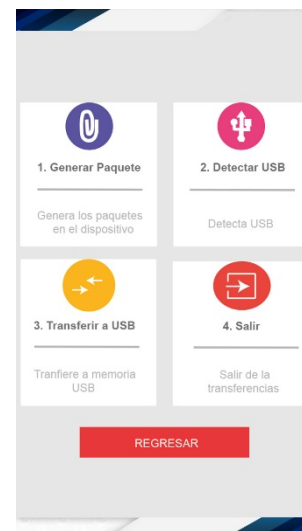 1. Generar Paquete
Genera los paquetes
en el dispositivo
2. Detectar USB
Detecta USB
3. Transferir a USB
Tranfiere a memoria
USB
4. Salir
Salir de la
transferencias
REGRESAR